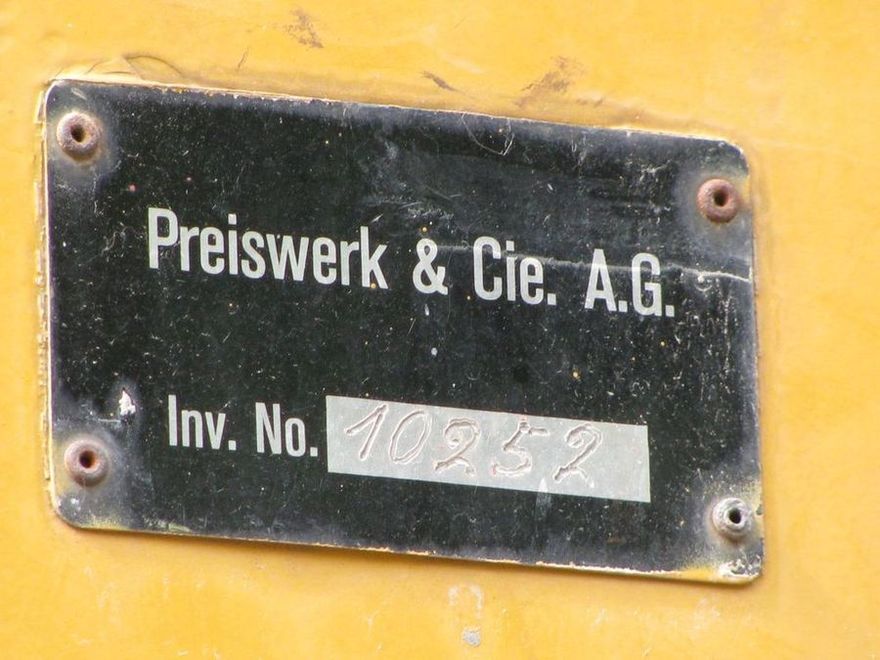 Preiswerk & Cie. A.G.
Inv. No. 10252